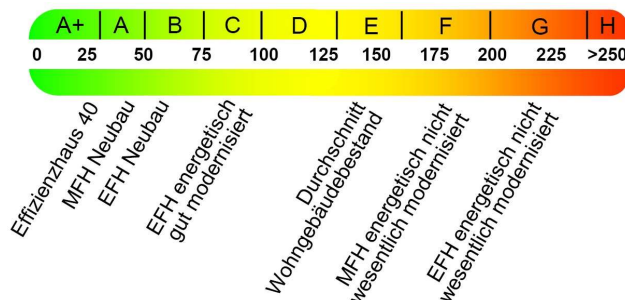 A+ A B C D E F G H
0 25 50 75 100 125 150 175 200 225 >250
Effizienzhaus 40
MFH Neubau
EFH Neubau
EFH energetisch
gut modernisiert
Durchschnitt
Wohngebäudebestand
MFH energetisch nicht
wesentlich modernisiert
EFH energetisch nicht
wesentlich modernisiert